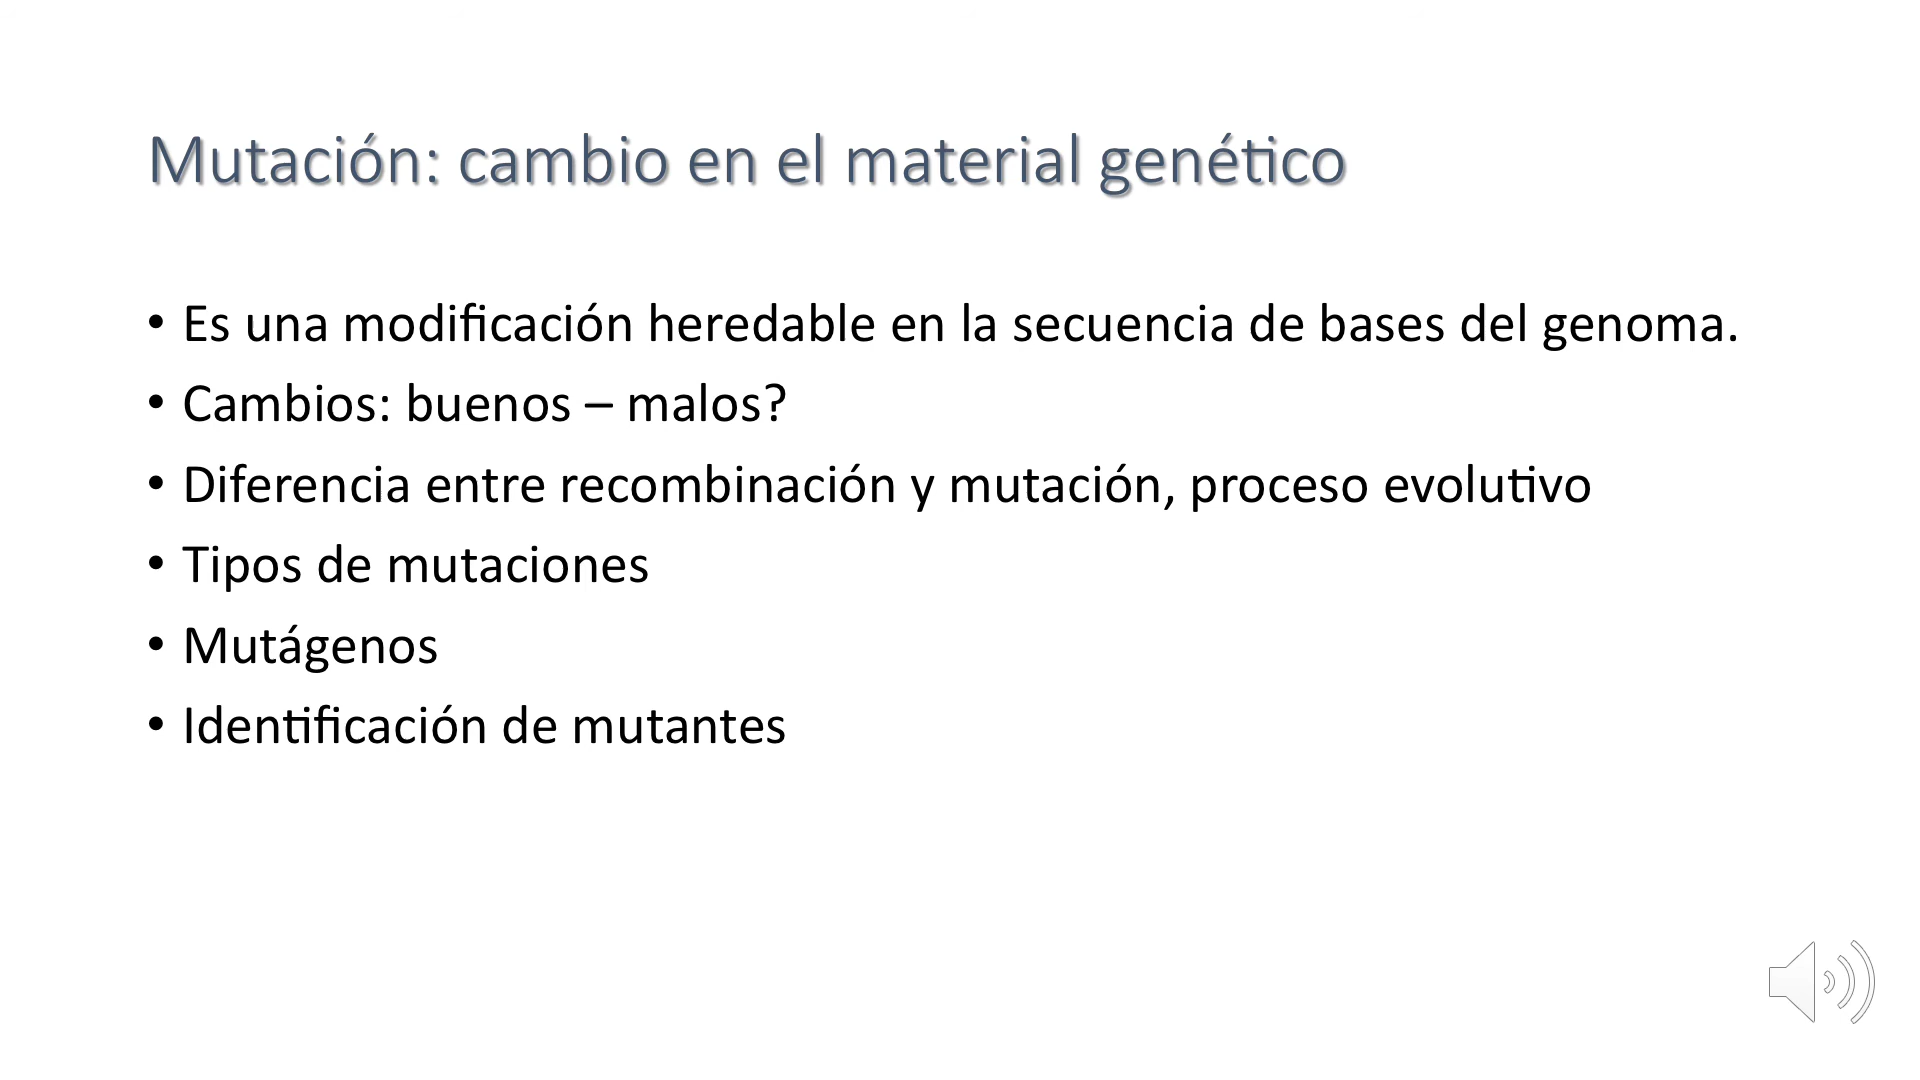 Mutación: cambio en el material genético
• Es una modificación heredable en la secuencia de bases del genoma.
• Cambios: buenos – malos?
• Diferencia entre recombinación y mutación, proceso evolutivo
• Tipos de mutaciones
• Mutágenos
• Identificación de mutantes